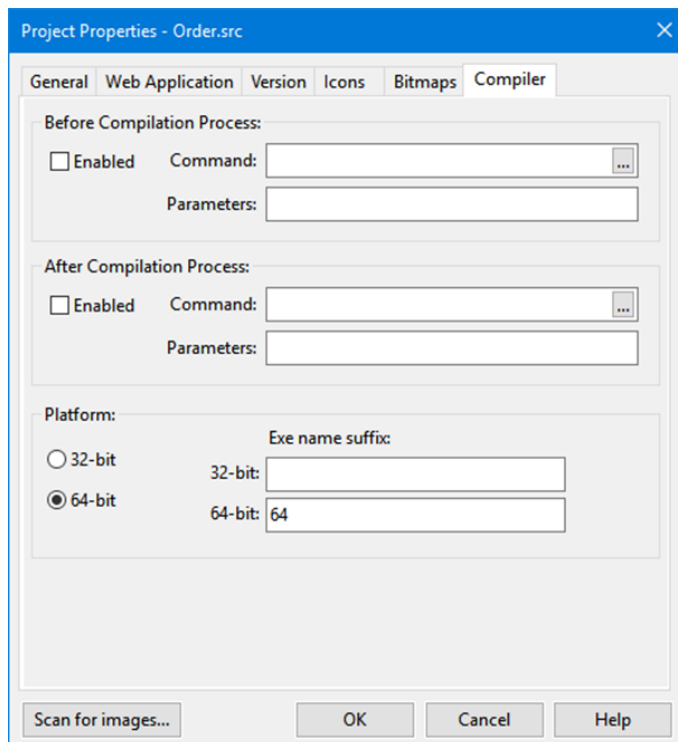 Project Properties - Order.src
General Web Application Version Icons Bitmaps Compiler
Before Compilation Process:
Enabled Command: ...
Parameters:
After Compilation Process:
Enabled Command: ...
Parameters:
Platform:
Exe name suffix:
32-bit
32-bit:
64-bit
64-bit: 64
Scan for images... OK Cancel Help